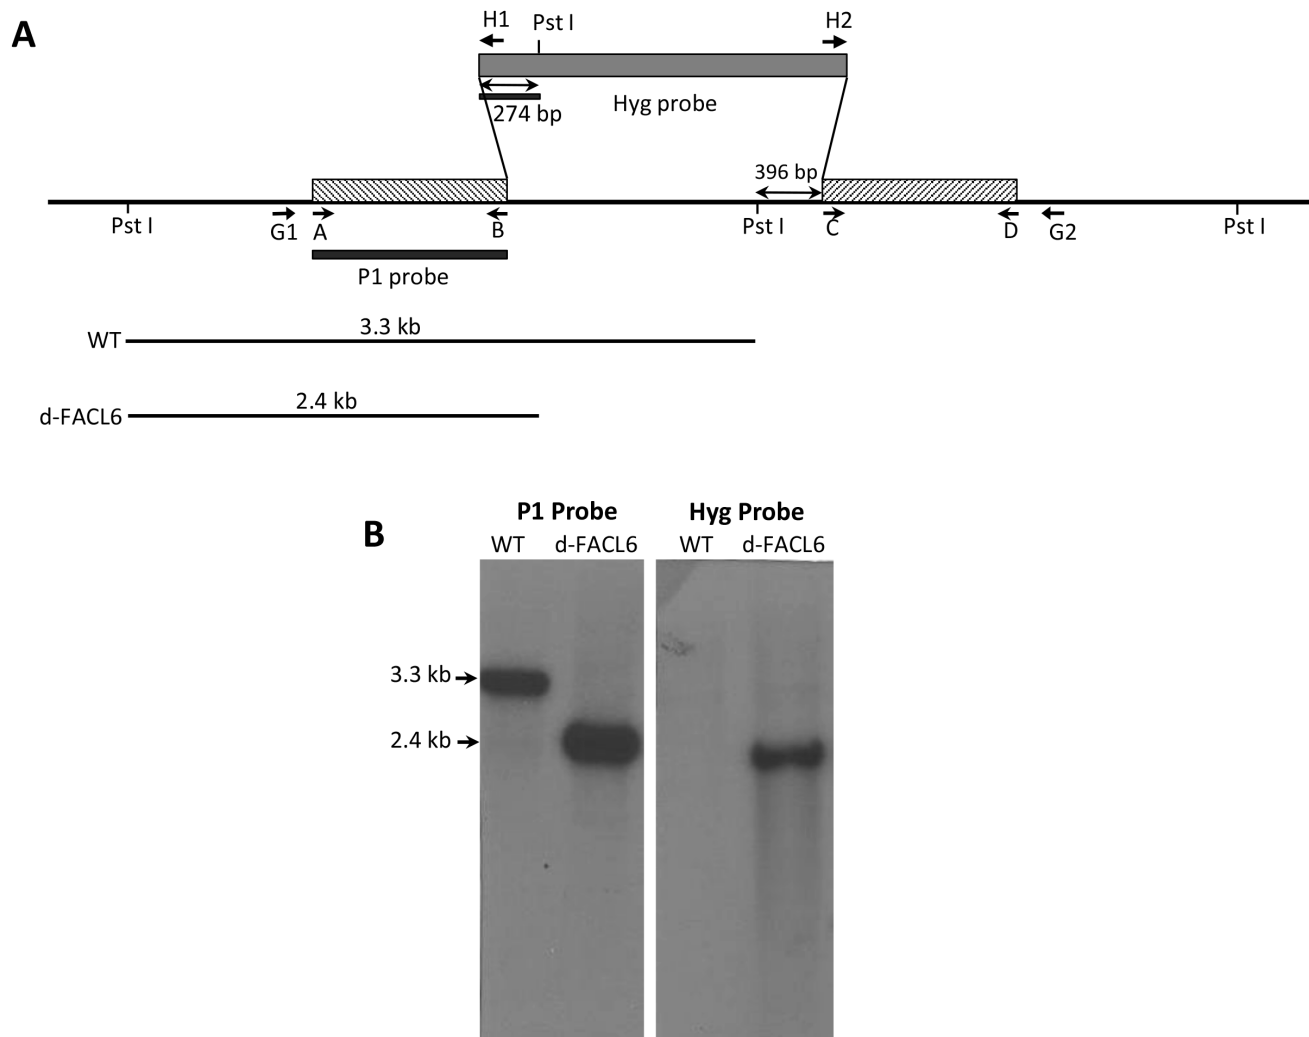 A
H1
Pst I
H2
274 bp
Hyg probe
396 bp
Pst I
G1
A
B
Pst I
C
D
G2
Pst I
P1 probe
WT
3.3 kb
d-FACL6
2.4 kb
B
P1 Probe
Hyg Probe
WT
d-FACL6
WT
d-FACL6
3.3 kb
2.4 kb